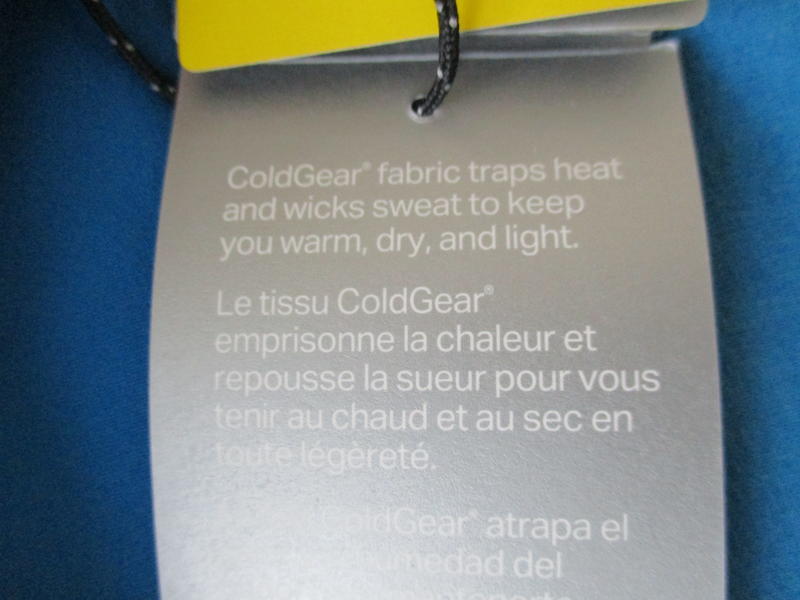 ColdGear® fabric traps heat
and wicks sweat to keep
you warm, dry, and light.
Le tissu ColdGear®
emprisonne la chaleur et
repousse la sueur pour vous
tenir au chaud et au sec en
toute légèreté.
ColdGear® atrapa el
humedad del